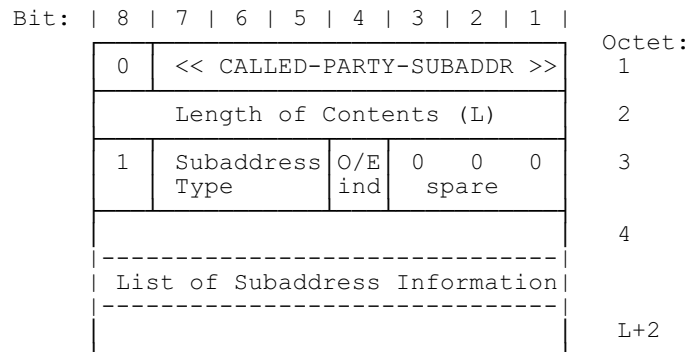 Bit: | 8 | 7 | 6 | 5 | 4 | 3 | 2 | 1 |
Octet:
0 << CALLED-PARTY-SUBADDR >> 1
Length of Contents (L) 2
1 Subaddress O/E 0 0 0 3
Type ind spare
4
List of Subaddress Information
L+2